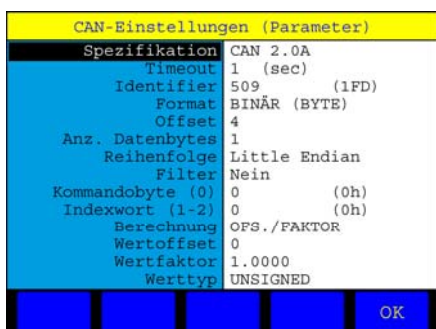 CAN-Einstellungen (Parameter)
Spezifikation CAN 2.0A
Timeout 1 (sec)
Identifier 509 (1FD)
Format BINÄR (BYTE)
Offset 4
Anz. Datenbytes 1
Reihenfolge Little Endian
Filter Nein
Kommandobyte (0) 0 (0h)
Indexwort (1-2) 0 (0h)
Berechnung OFS./FAKTOR
Wertoffset 0
Wertfaktor 1.0000
Werttyp UNSIGNED
OK